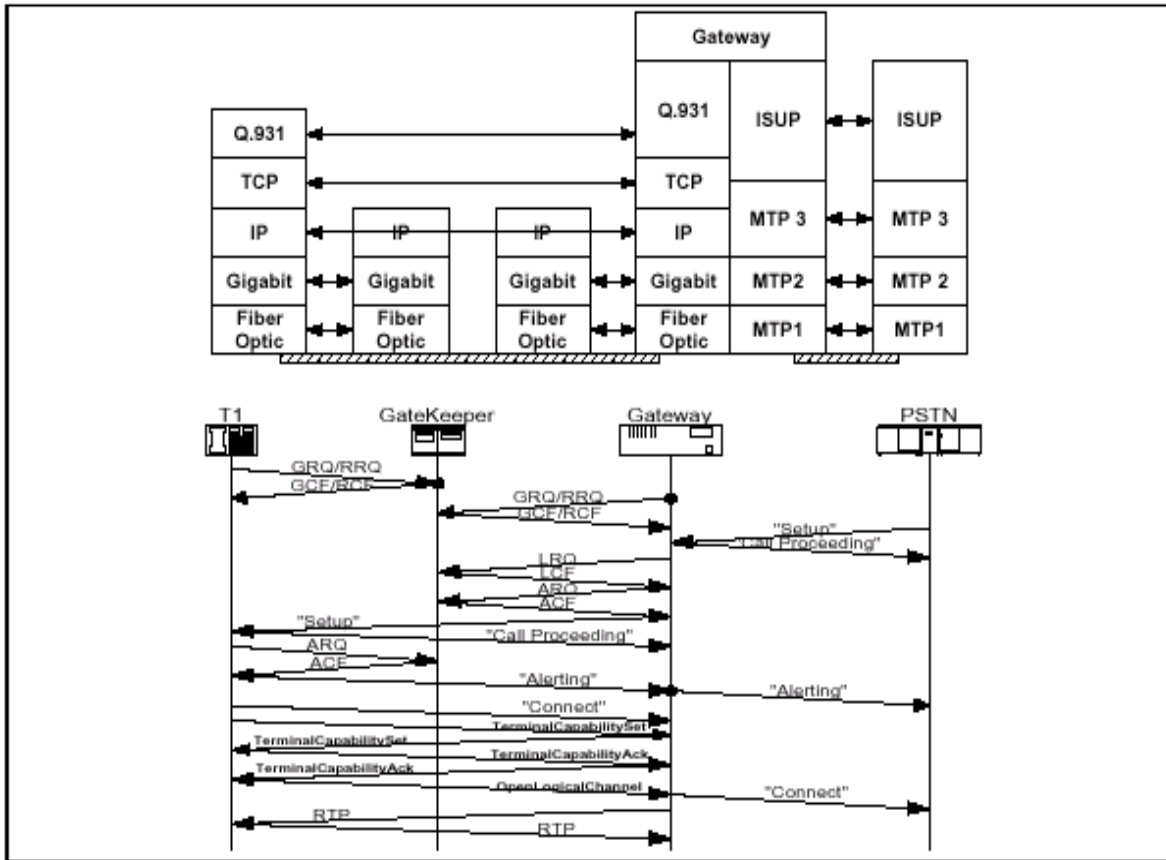 Gateway
Q.931
ISUP
ISUP
Q.931
TCP
TCP
MTP 3
MTP 3
IP
IP
IP
IP
Gigabit
Gigabit
Gigabit
Gigabit
MTP2
MTP 2
Fiber Optic
Fiber Optic
Fiber Optic
Fiber Optic
MTP1
MTP1
T1
GateKeeper
Gateway
PSTN
GRQ/RRQ
GCF/RCF
GRQ/RRQ
GCF/RCF
"Setup"
"Call Proceeding"
LRQ
LCF
ARQ
ACF
"Setup"
"Call Proceeding"
ARQ
ACF
"Alerting"
"Alerting"
"Connect"
TerminalCapabilitySet
TerminalCapabilitySet
TerminalCapabilityAck
TerminalCapabilityAck
OpenLogicalChannel
"Connect"
RTP
RTP